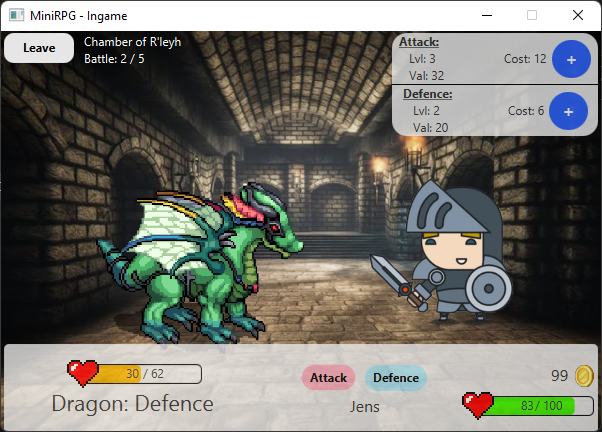 MiniRPG - Ingame
Leave
Chamber of R'leyh
Battle: 2 / 5
Attack:
Lvl: 3
Val: 32
Cost: 12
+
Defence:
Lvl: 2
Val: 20
Cost: 6
+
30 / 62
Dragon: Defence
Attack
Defence
Jens
99
83 / 100